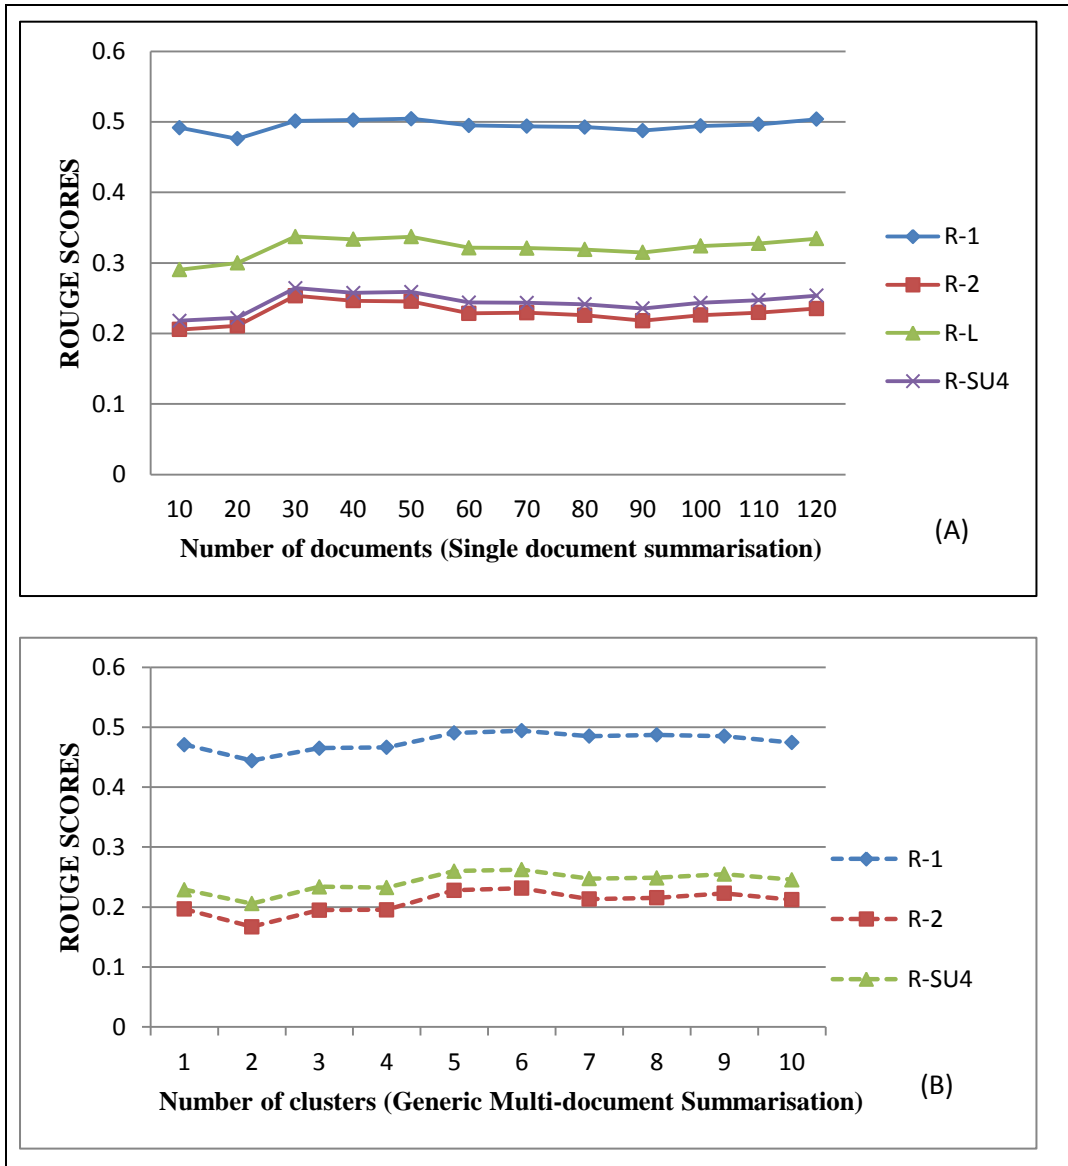 0.6
0.5
0.4
0.3
0.2
0.1
0
ROUGE SCORES
10 20 30 40 50 60 70 80 90 100 110 120
Number of documents (Single document summarisation)
R-1
R-2
R-L
R-SU4
(A)
0.6
0.5
0.4
0.3
0.2
0.1
0
ROUGE SCORES
1 2 3 4 5 6 7 8 9 10
Number of clusters (Generic Multi-document Summarisation)
R-1
R-2
R-SU4
(B)